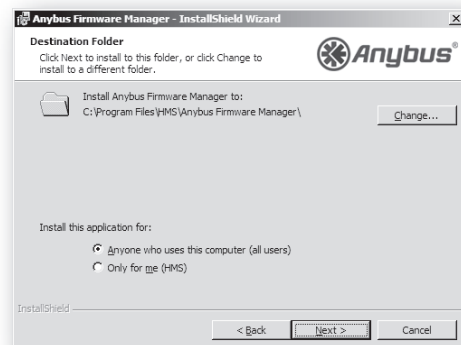 Anybus Firmware Manager - InstallShield Wizard
Destination Folder
Click Next to install to this folder, or click Change to
install to a different folder.
Anybus®
Install Anybus Firmware Manager to:
C:\Program Files\HMS\Anybus Firmware Manager\
Change...
Install this application for:
Anyone who uses this computer (all users)
Only for me (HMS)
InstallShield
< Back
Next >
Cancel